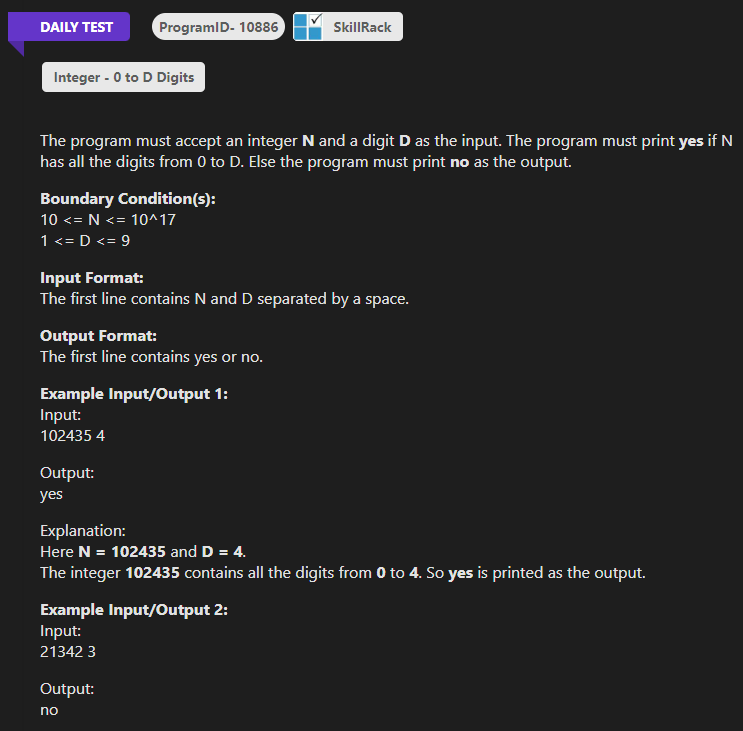 DAILY TEST ProgramID- 10886 SkillRack
Integer - 0 to D Digits
The program must accept an integer N and a digit D as the input. The program must print yes if N
has all the digits from 0 to D. Else the program must print no as the output.
Boundary Condition(s):
10 <= N <= 10^17
1 <= D <= 9
Input Format:
The first line contains N and D separated by a space.
Output Format:
The first line contains yes or no.
Example Input/Output 1:
Input:
102435 4
Output:
yes
Explanation:
Here N = 102435 and D = 4.
The integer 102435 contains all the digits from 0 to 4. So yes is printed as the output.
Example Input/Output 2:
Input:
21342 3
Output:
no